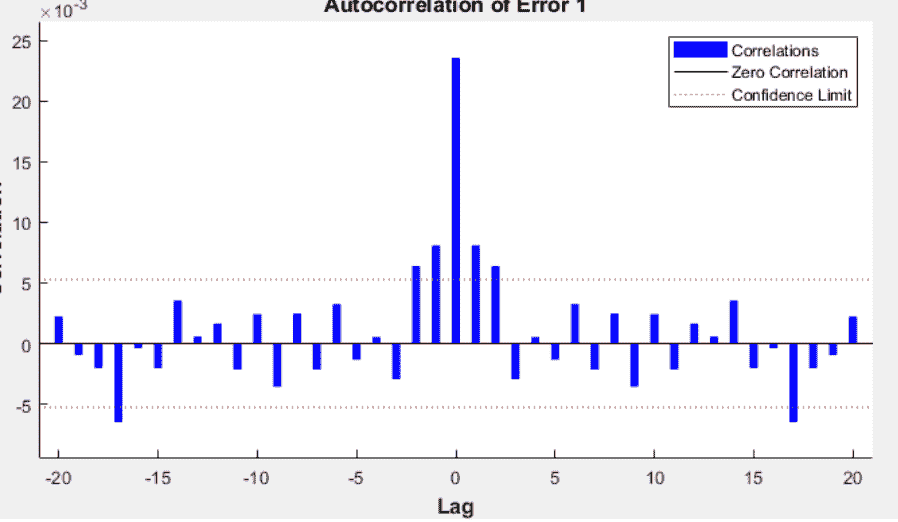 ×10⁻³
Autocorrelation of Error 1
25
20
15
10
5
0
-5
Correlations
Zero Correlation
Confidence Limit
-20 -15 -10 -5 0 5 10 15 20
Lag